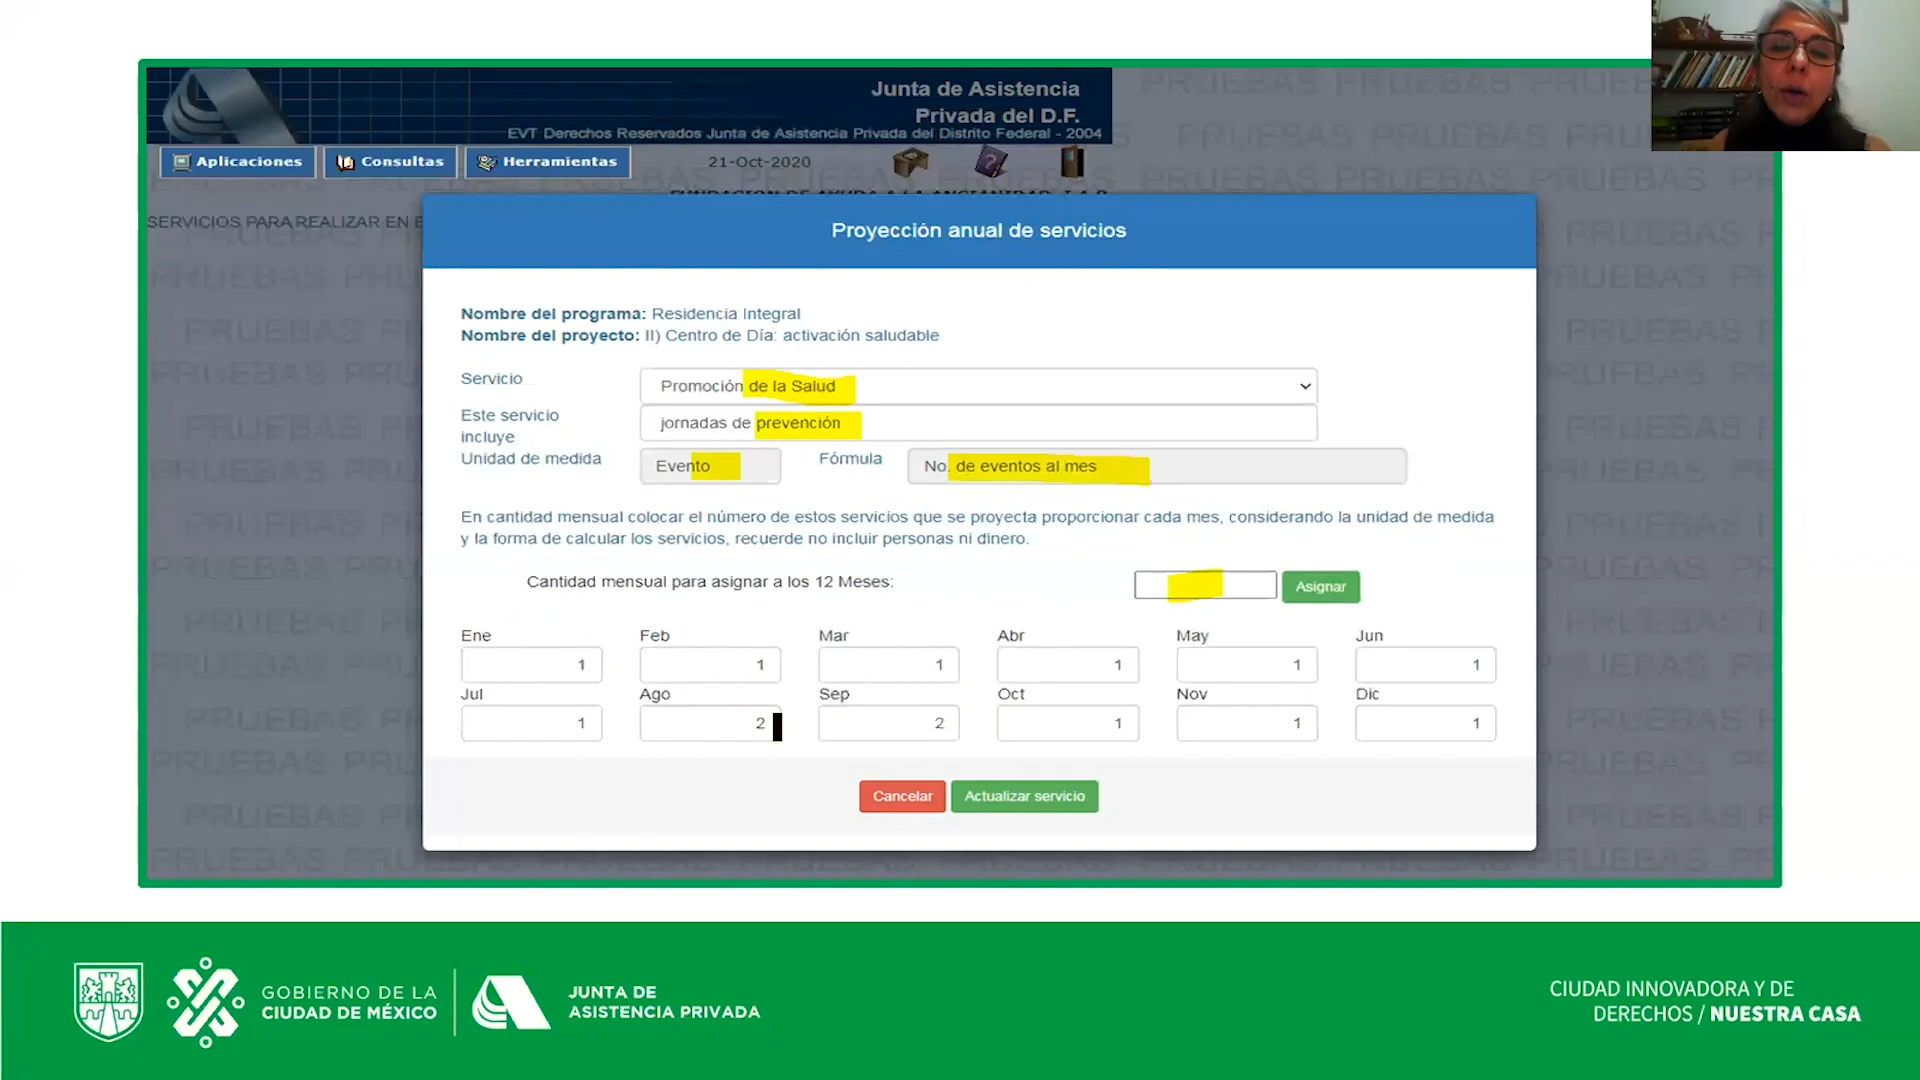 Junta de Asistencia
Privada del D.F.
EVT Derechos Reservados Junta de Asistencia Privada del Distrito Federal - 2004
Aplicaciones
Consultas
Herramientas
21-Oct-2020
SERVICIOS PARA REALIZAR EN E
Proyección anual de servicios
Nombre del programa: Residencia Integral
Nombre del proyecto: II) Centro de Día: activación saludable
Servicio
Promoción de la Salud
Este servicio incluye
jornadas de prevención
Unidad de medida
Evento
Fórmula
No. de eventos al mes
En cantidad mensual colocar el número de estos servicios que se proyecta proporcionar cada mes, considerando la unidad de medida
y la forma de calcular los servicios, recuerde no incluir personas ni dinero.
Cantidad mensual para asignar a los 12 Meses:
Asignar
Ene Feb Mar Abr May Jun
1 1 1 1 1 1
Jul Ago Sep Oct Nov Dic
1 2 2 1 1 1
Cancelar
Actualizar servicio
PRUEBAS PRUEBAS PRUEBAS
GOBIERNO DE LA
CIUDAD DE MÉXICO
JUNTA DE
ASISTENCIA PRIVADA
CIUDAD INNOVADORA Y DE
DERECHOS / NUESTRA CASA